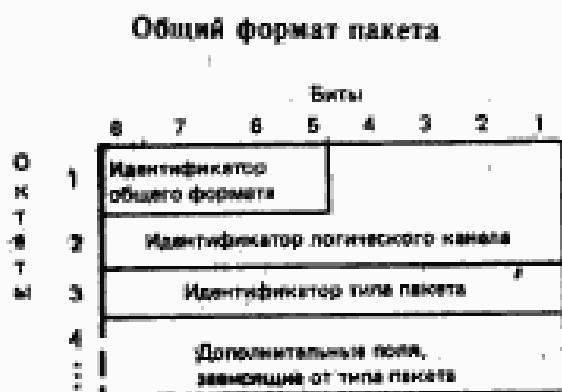 Общий формат пакета
Биты
8 7 6 5 4 3 2 1
Октеты
1 Идентификатор
общего формата
2 Идентификатор логического канала
3 Идентификатор типа пакета
4 Дополнительные поля,
зависящие от типа пакета